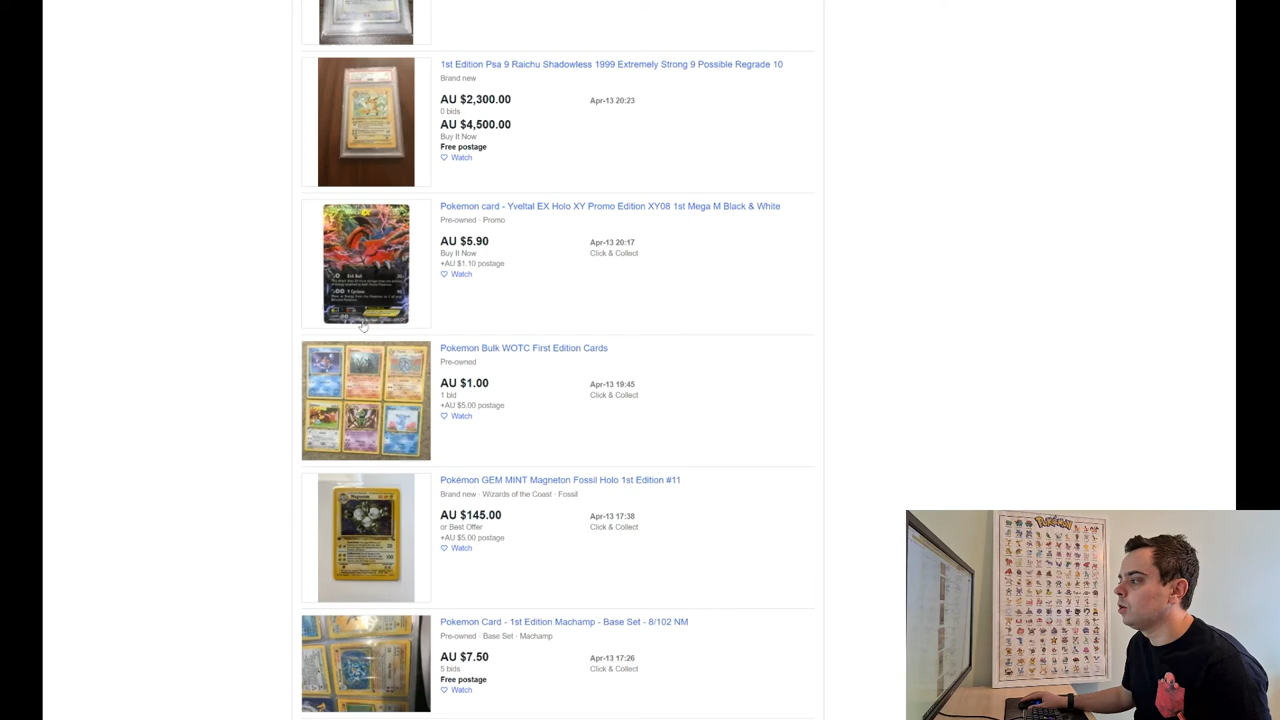 1st Edition Psa 9 Raichu Shadowless 1999 Extremely Strong 9 Possible Regrade 10
Brand new
AU $2,300.00
Apr-13 20:23
0 bids
AU $4,500.00
Buy It Now
Free postage
Watch
Pokemon card - Yveltal EX Holo XY Promo Edition XY08 1st Mega M Black & White
Pre-owned · Promo
AU $5.90
Apr-13 20:17
Buy It Now
Click & Collect
+AU $1.10 postage
Watch
Pokemon Bulk WOTC First Edition Cards
Pre-owned
AU $1.00
Apr-13 19:45
1 bid
Click & Collect
+AU $5.00 postage
Watch
Pokémon GEM MINT Magneton Fossil Holo 1st Edition #11
Brand new · Wizards of the Coast · Fossil
AU $145.00
Apr-13 17:38
or Best Offer
Click & Collect
+AU $5.00 postage
Watch
Pokemon Card - 1st Edition Machamp - Base Set - 8/102 NM
Pre-owned · Base Set · Machamp
AU $7.50
Apr-13 17:26
5 bids
Click & Collect
Free postage
Watch
POKÉMON